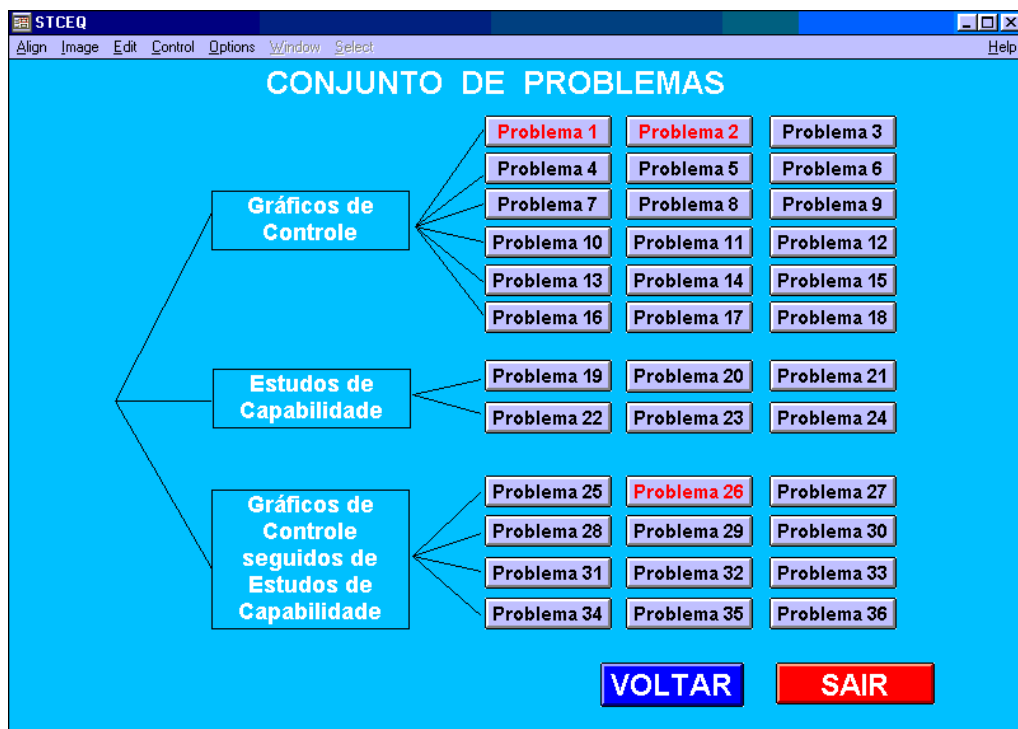 STCEQ
Align Image Edit Control Options Window Select Help
CONJUNTO DE PROBLEMAS
Gráficos de
Controle
Problema 1 Problema 2 Problema 3
Problema 4 Problema 5 Problema 6
Problema 7 Problema 8 Problema 9
Problema 10 Problema 11 Problema 12
Problema 13 Problema 14 Problema 15
Problema 16 Problema 17 Problema 18
Estudos de
Capabilidade
Problema 19 Problema 20 Problema 21
Problema 22 Problema 23 Problema 24
Gráficos de
Controle
seguidos de
Estudos de
Capabilidade
Problema 25 Problema 26 Problema 27
Problema 28 Problema 29 Problema 30
Problema 31 Problema 32 Problema 33
Problema 34 Problema 35 Problema 36
VOLTAR SAIR